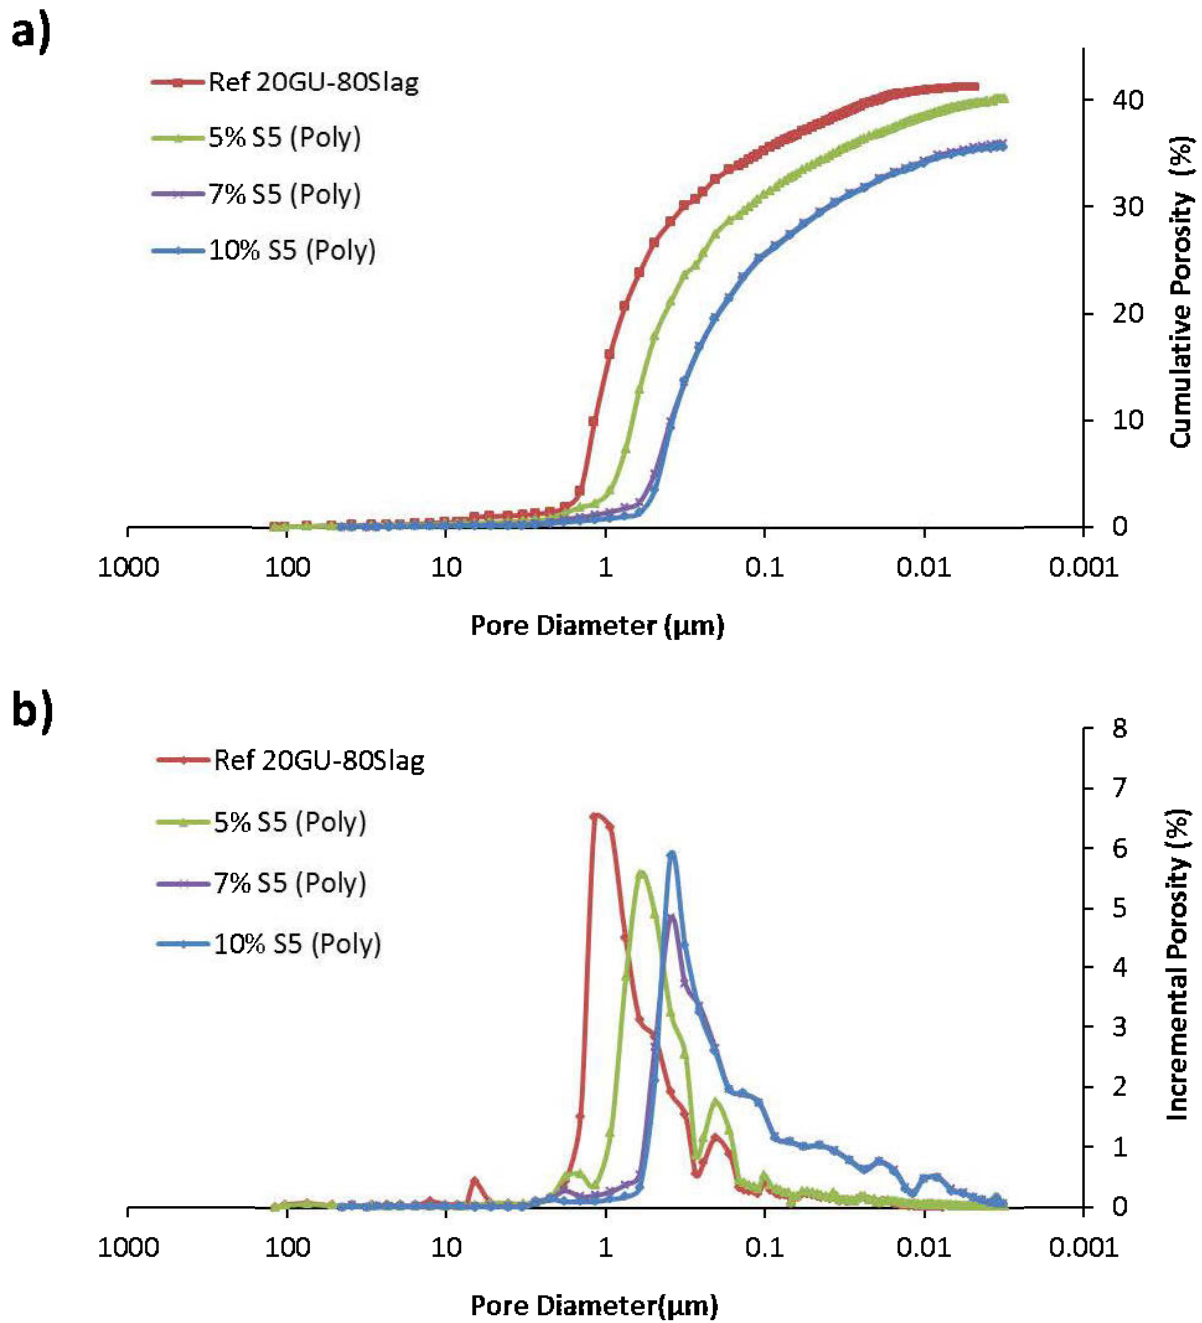 a)
Ref 20GU-80Slag
5% S5 (Poly)
7% S5 (Poly)
10% S5 (Poly)
40
30
20
10
0
Cumulative Porosity (%)
1000 100 10 1 0.1 0.01 0.001
Pore Diameter (µm)
b)
Ref 20GU-80Slag
5% S5 (Poly)
7% S5 (Poly)
10% S5 (Poly)
8
7
6
5
4
3
2
1
0
Incremental Porosity (%)
1000 100 10 1 0.1 0.01 0.001
Pore Diameter(µm)